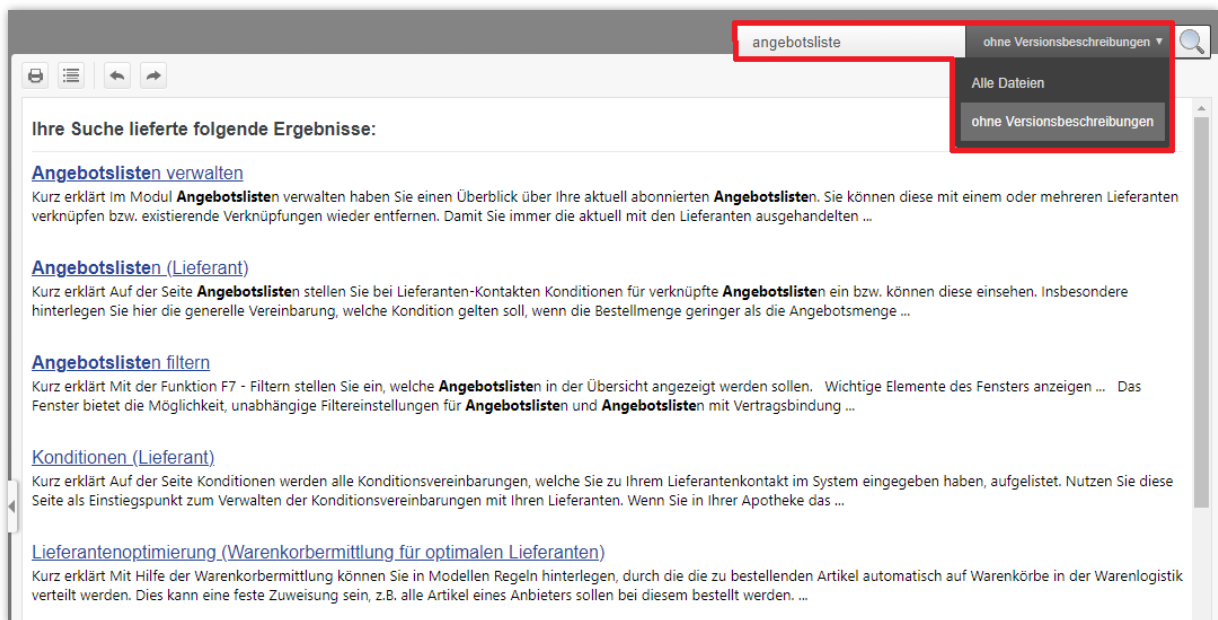 angebotsliste
ohne Versionsbeschreibungen ▼
Alle Dateien
ohne Versionsbeschreibungen
Ihre Suche lieferte folgende Ergebnisse:
Angebotslisten verwalten
Kurz erklärt Im Modul Angebotslisten verwalten haben Sie einen Überblick über Ihre aktuell abonnierten Angebotslisten. Sie können diese mit einem oder mehreren Lieferanten
verknüpfen bzw. existierende Verknüpfungen wieder entfernen. Damit Sie immer die aktuell mit den Lieferanten ausgehandelten ...
Angebotslisten (Lieferant)
Kurz erklärt Auf der Seite Angebotslisten stellen Sie bei Lieferanten-Kontakten Konditionen für verknüpfte Angebotslisten ein bzw. können diese einsehen. Insbesondere
hinterlegen Sie hier die generelle Vereinbarung, welche Kondition gelten soll, wenn die Bestellmenge geringer als die Angebotsmenge ...
Angebotslisten filtern
Kurz erklärt Mit der Funktion F7 - Filtern stellen Sie ein, welche Angebotslisten in der Übersicht angezeigt werden sollen. Wichtige Elemente des Fensters anzeigen ... Das
Fenster bietet die Möglichkeit, unabhängige Filtereinstellungen für Angebotslisten und Angebotslisten mit Vertragsbindung ...
Konditionen (Lieferant)
Kurz erklärt Auf der Seite Konditionen werden alle Konditionsvereinbarungen, welche Sie zu Ihrem Lieferantenkontakt im System eingegeben haben, aufgelistet. Nutzen Sie diese
Seite als Einstiegspunkt zum Verwalten der Konditionsvereinbarungen mit Ihren Lieferanten. Wenn Sie in Ihrer Apotheke das ...
Lieferantenoptimierung (Warenkorbermittlung für optimalen Lieferanten)
Kurz erklärt Mit Hilfe der Warenkorbermittlung können Sie in Modellen Regeln hinterlegen, durch die die zu bestellenden Artikel automatisch auf Warenkörbe in der Warenlogistik
verteilt werden. Dies kann eine feste Zuweisung sein, z.B. alle Artikel eines Anbieters sollen bei diesem bestellt werden. ...